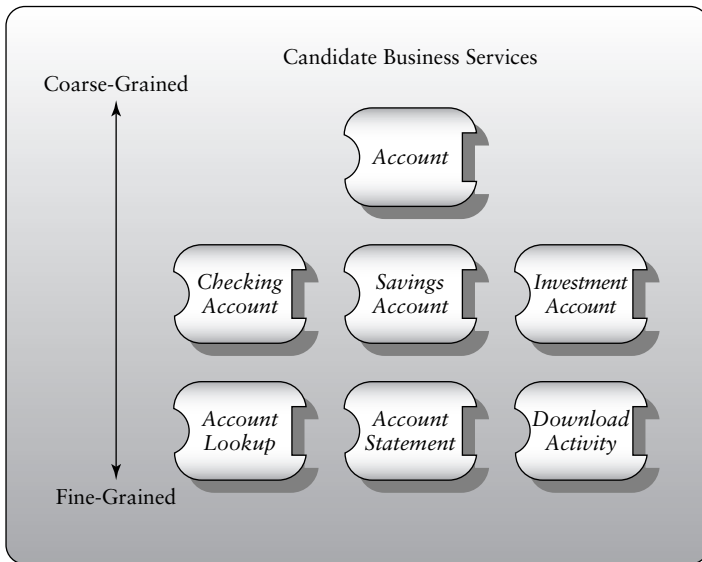 Candidate Business Services
Coarse-Grained
Account
Checking
Account
Savings
Account
Investment
Account
Account
Lookup
Account
Statement
Download
Activity
Fine-Grained